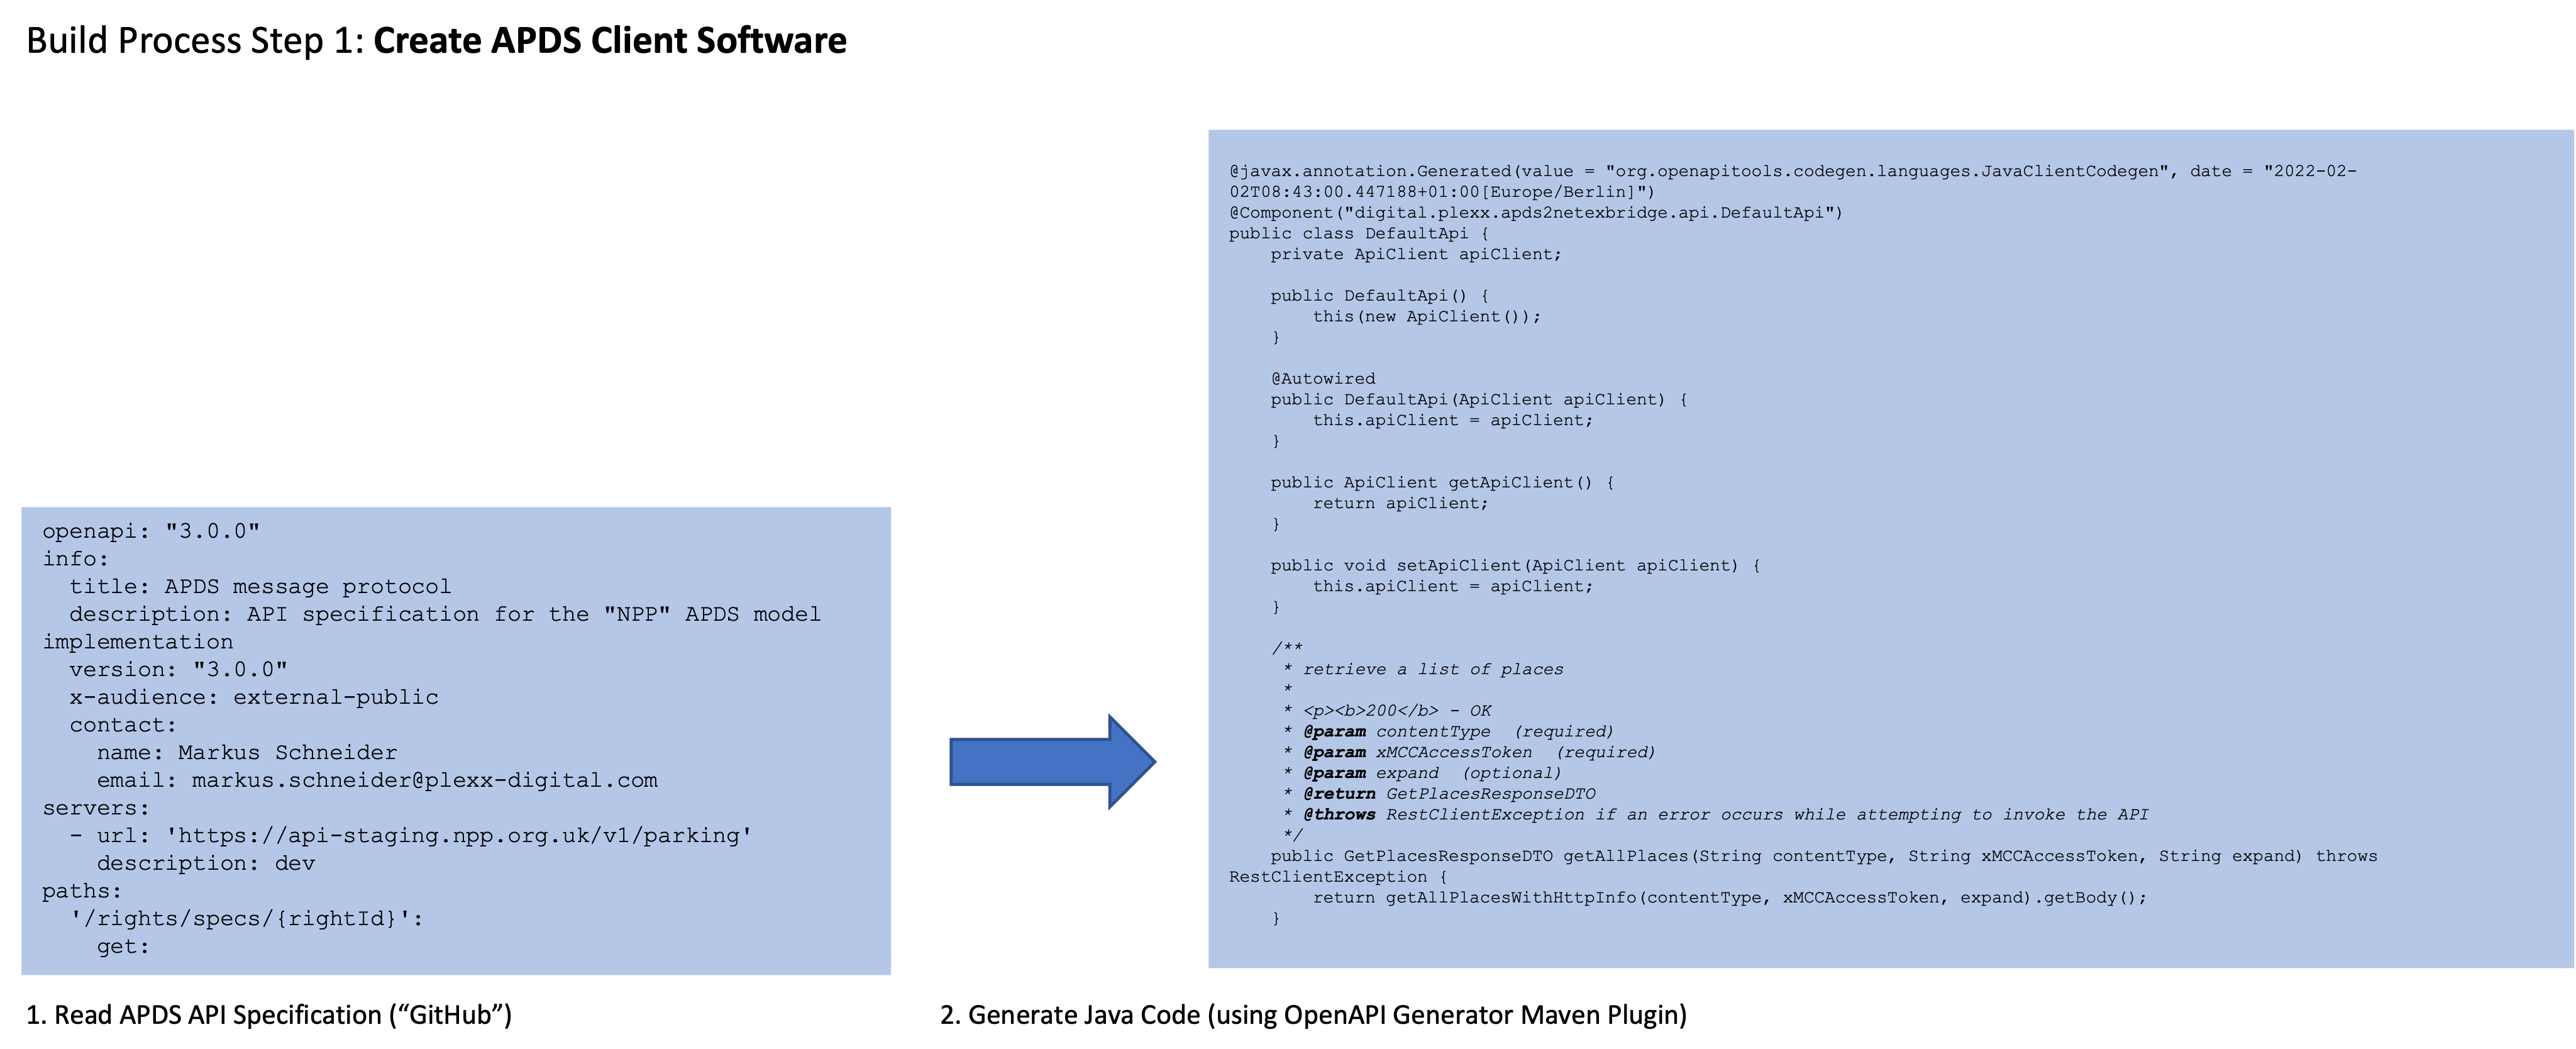 Build Process Step 1: Create APDS Client Software
openapi: "3.0.0"
info:
  title: APDS message protocol
  description: API specification for the "NPP" APDS model
implementation
  version: "3.0.0"
  x-audience: external-public
  contact:
    name: Markus Schneider
    email: markus.schneider@plexx-digital.com
servers:
  - url: 'https://api-staging.npp.org.uk/v1/parking'
    description: dev
paths:
  '/rights/specs/{rightId}':
    get:
1. Read APDS API Specification (“GitHub”)
@javax.annotation.Generated(value = "org.openapitools.codegen.languages.JavaClientCodegen", date = "2022-02-
02T08:43:00.447188+01:00[Europe/Berlin]")
@Component("digital.plexx.apds2netexbridge.api.DefaultApi")
public class DefaultApi {
    private ApiClient apiClient;
    public DefaultApi() {
        this(new ApiClient());
    }
    @Autowired
    public DefaultApi(ApiClient apiClient) {
        this.apiClient = apiClient;
    }
    public ApiClient getApiClient() {
        return apiClient;
    }
    public void setApiClient(ApiClient apiClient) {
        this.apiClient = apiClient;
    }
    /**
     * retrieve a list of places
     *
     * <p><b>200</b> - OK
     * @param contentType  (required)
     * @param xMCCAccessToken  (required)
     * @param expand  (optional)
     * @return GetPlacesResponseDTO
     * @throws RestClientException if an error occurs while attempting to invoke the API
     */
    public GetPlacesResponseDTO getAllPlaces(String contentType, String xMCCAccessToken, String expand) throws
RestClientException {
        return getAllPlacesWithHttpInfo(contentType, xMCCAccessToken, expand).getBody();
    }
2. Generate Java Code (using OpenAPI Generator Maven Plugin)